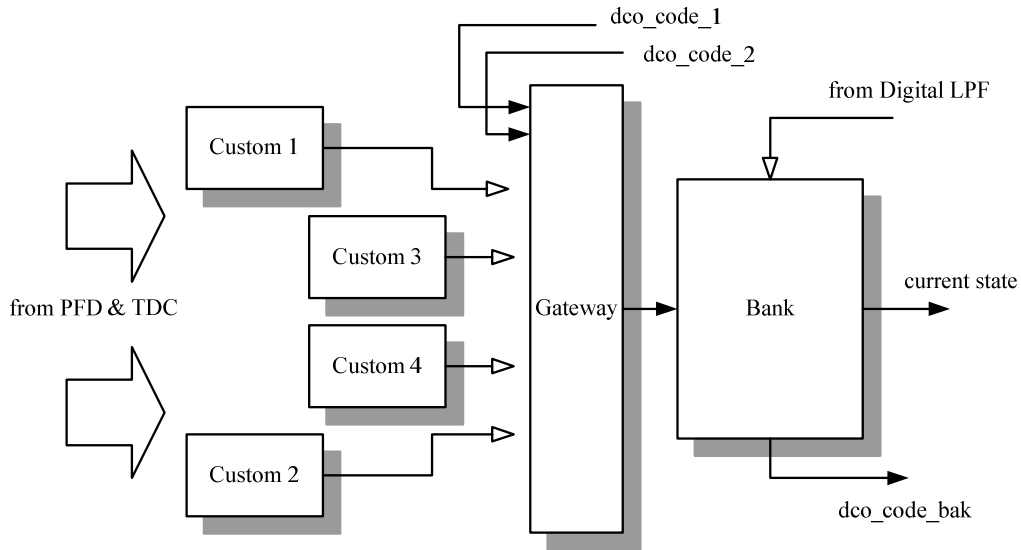 dco_code_1
dco_code_2
from Digital LPF
Custom 1
Custom 3
current state
from PFD & TDC
Gateway
Bank
Custom 4
Custom 2
dco_code_bak